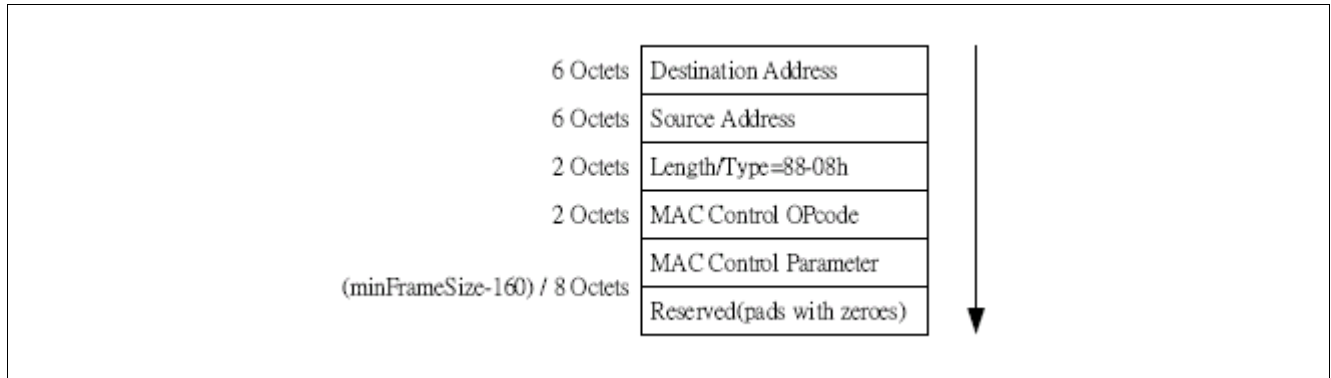 6 Octets Destination Address
6 Octets Source Address
2 Octets Length/Type=88-08h
2 Octets MAC Control OPcode
MAC Control Parameter
(minFrameSize-160) / 8 Octets
Reserved(pads with zeroes)